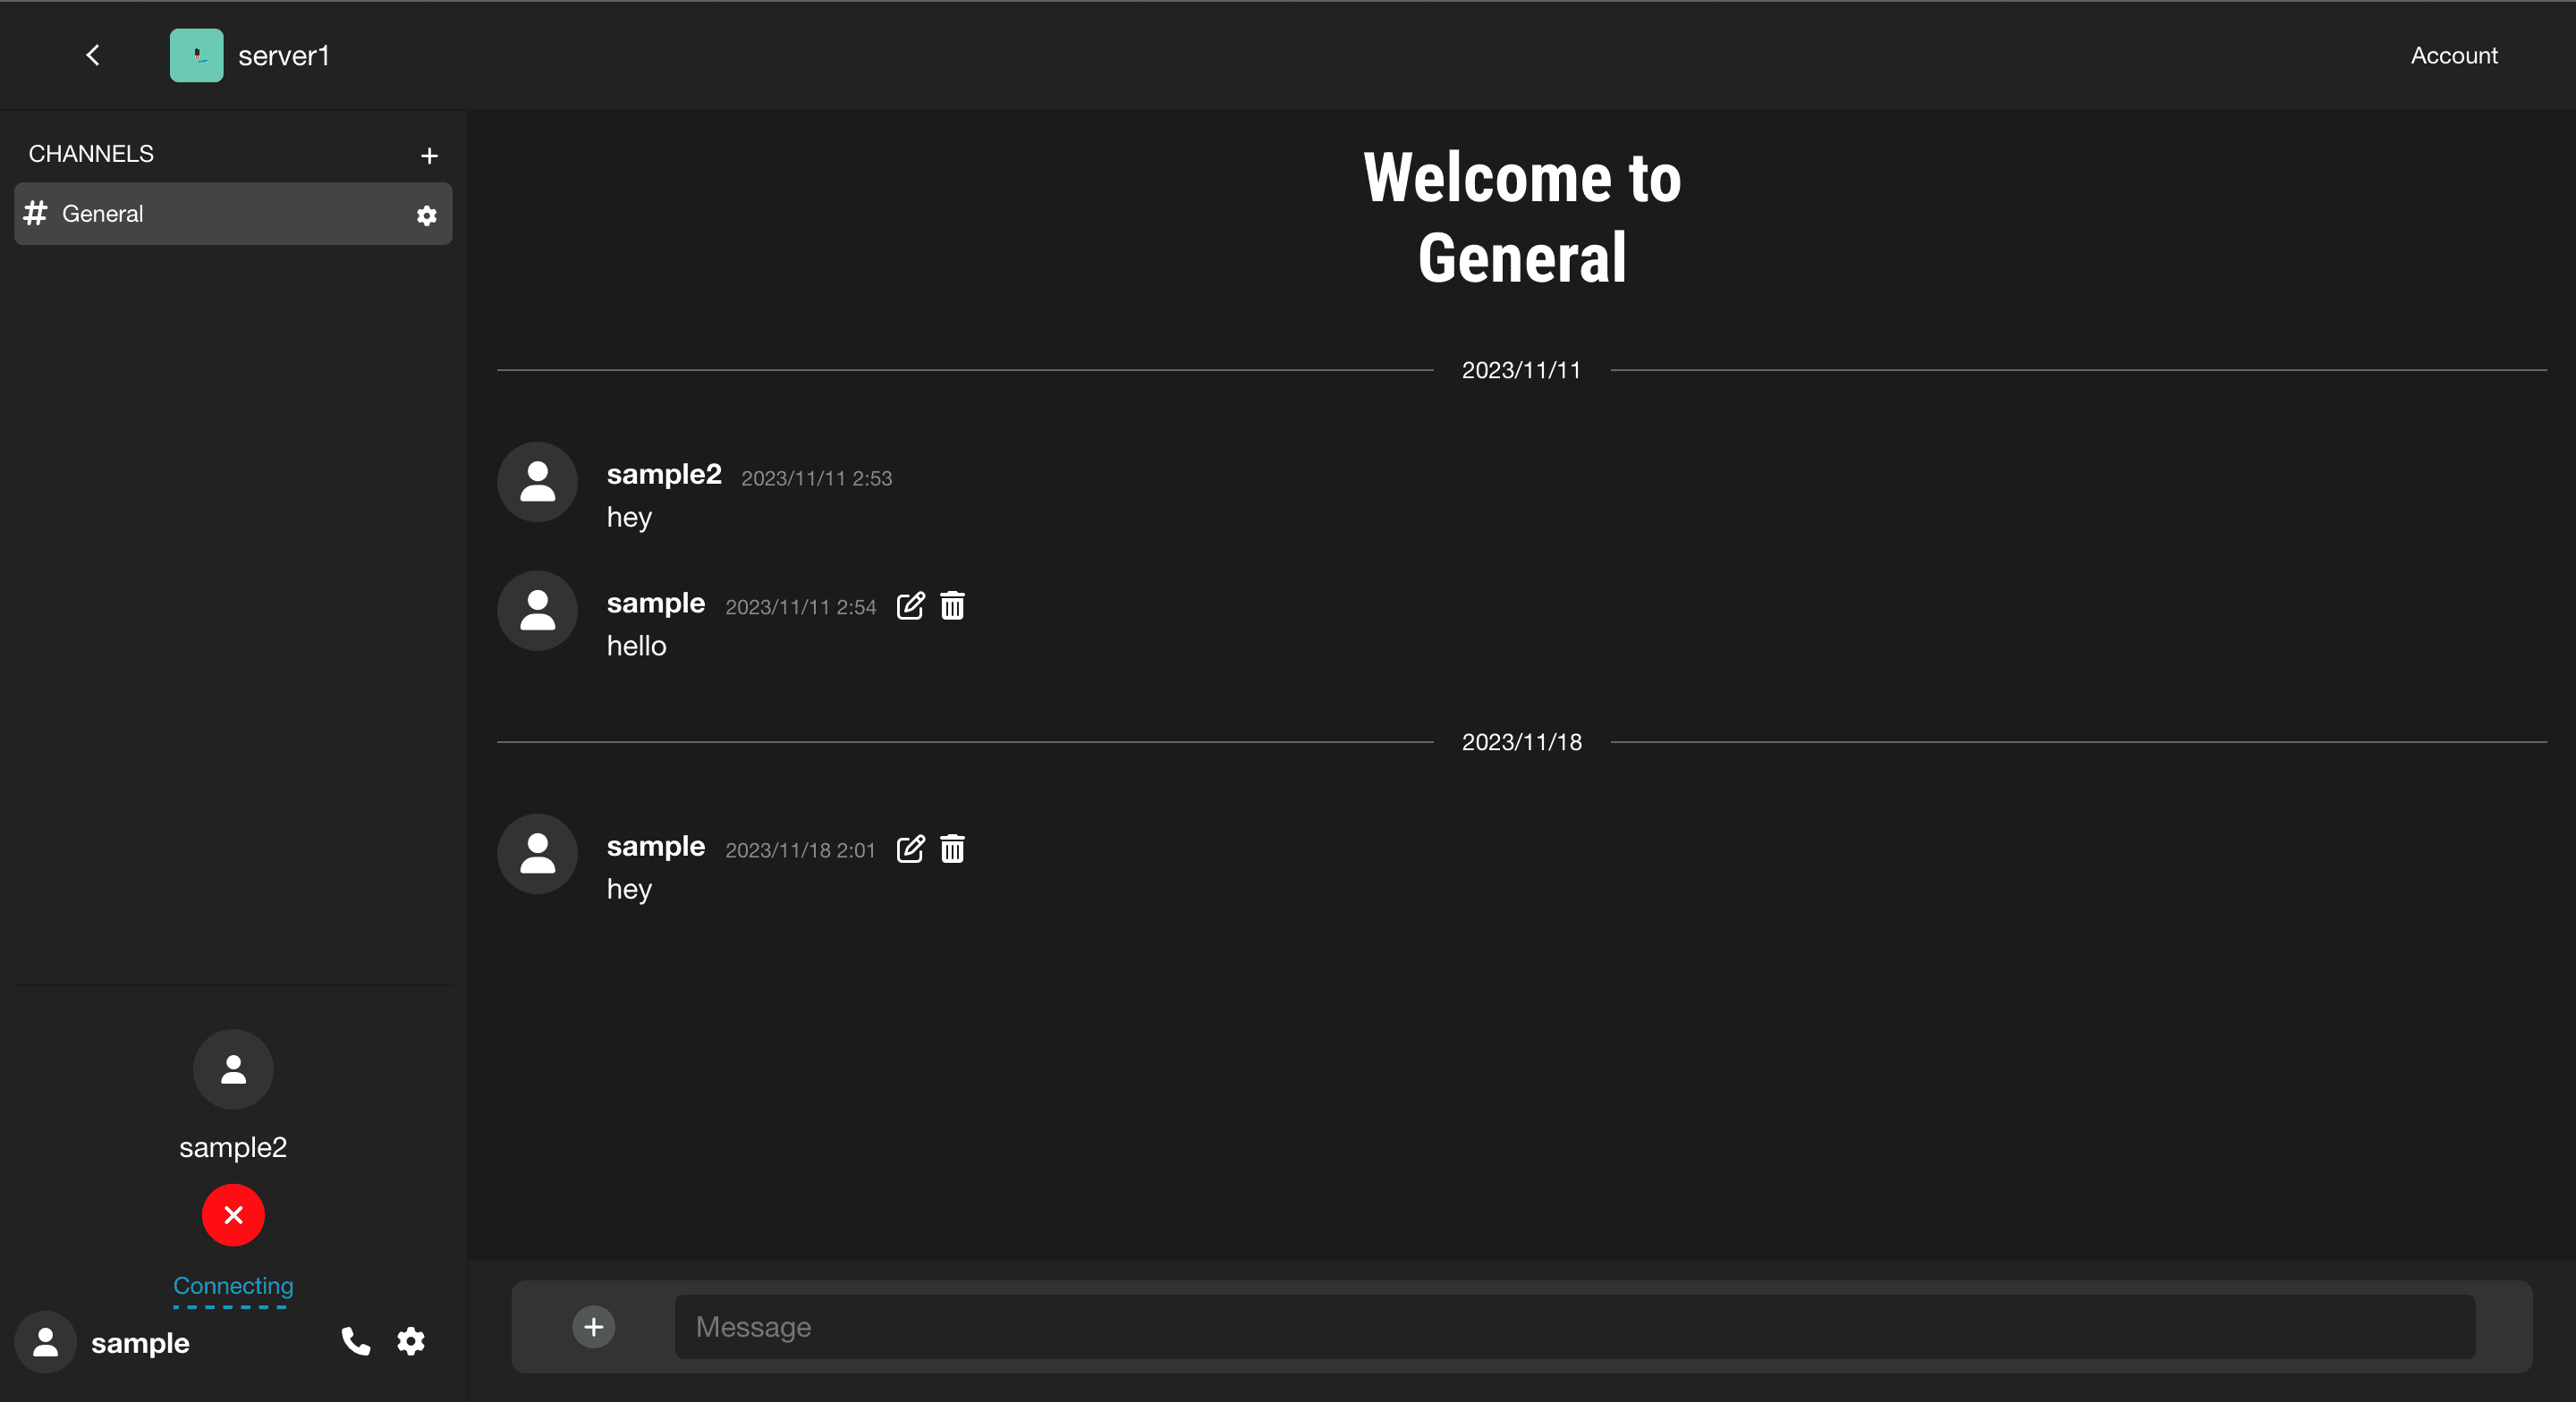 server1
Account
CHANNELS
# General
Welcome to
General
2023/11/11
sample2 2023/11/11 2:53
hey
sample 2023/11/11 2:54
hello
2023/11/18
sample 2023/11/18 2:01
hey
sample2
Connecting
sample
Message